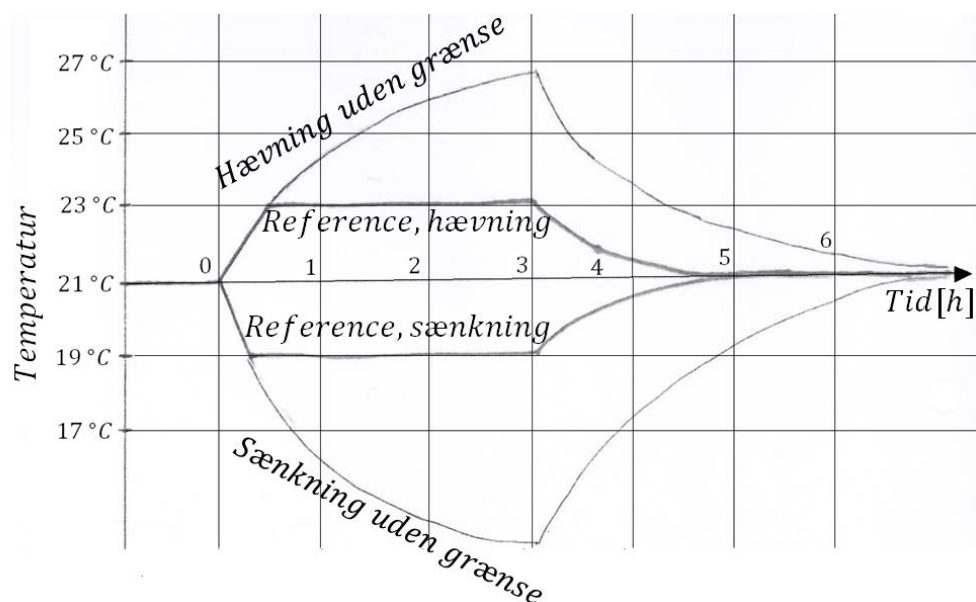 27 °C
Hævning uden grænse
25 °C
23 °C
Reference, hævning
0 1 2 3 4 5 6
21 °C
Tid[h]
Reference, sænkning
19 °C
17 °C
Sænkning uden grænse
Temperatur